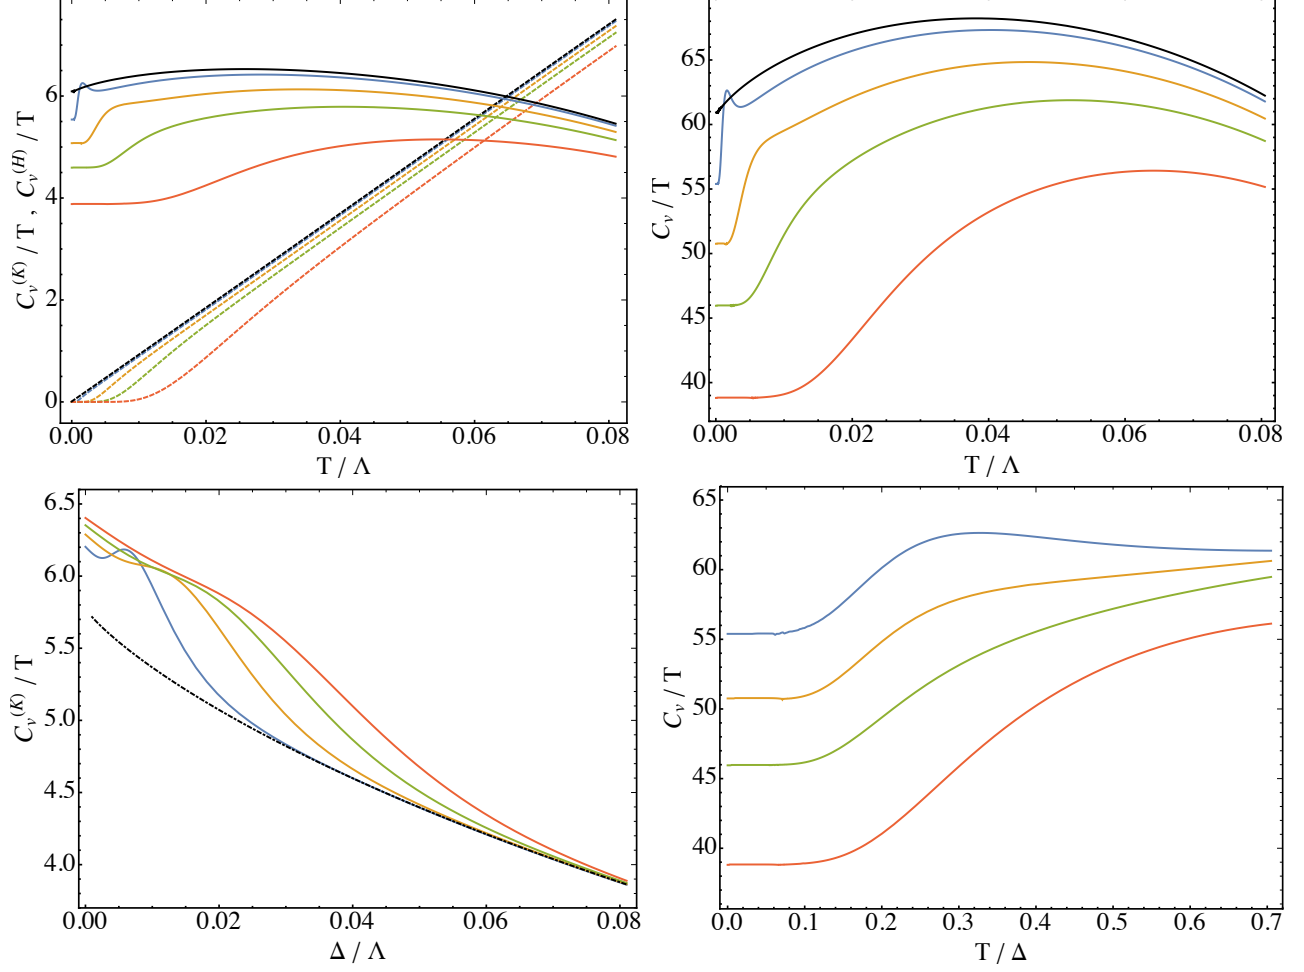 C_v^(K) / T , C_v^(H) / T
6
4
2
0
0.00 0.02 0.04 0.06 0.08
T / Λ
C_v / T
65
60
55
50
45
40
0.00 0.02 0.04 0.06 0.08
T / Λ
C_v^(K) / T
6.5
6.0
5.5
5.0
4.5
4.0
0.00 0.02 0.04 0.06 0.08
Δ / Λ
C_v / T
65
60
55
50
45
40
0.0 0.1 0.2 0.3 0.4 0.5 0.6 0.7
T / Δ